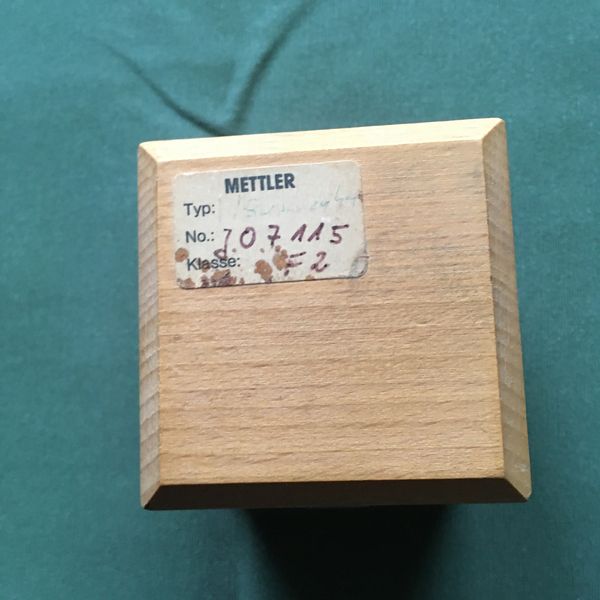 METTLER
Typ:
No.: 707115
Klasse: F2